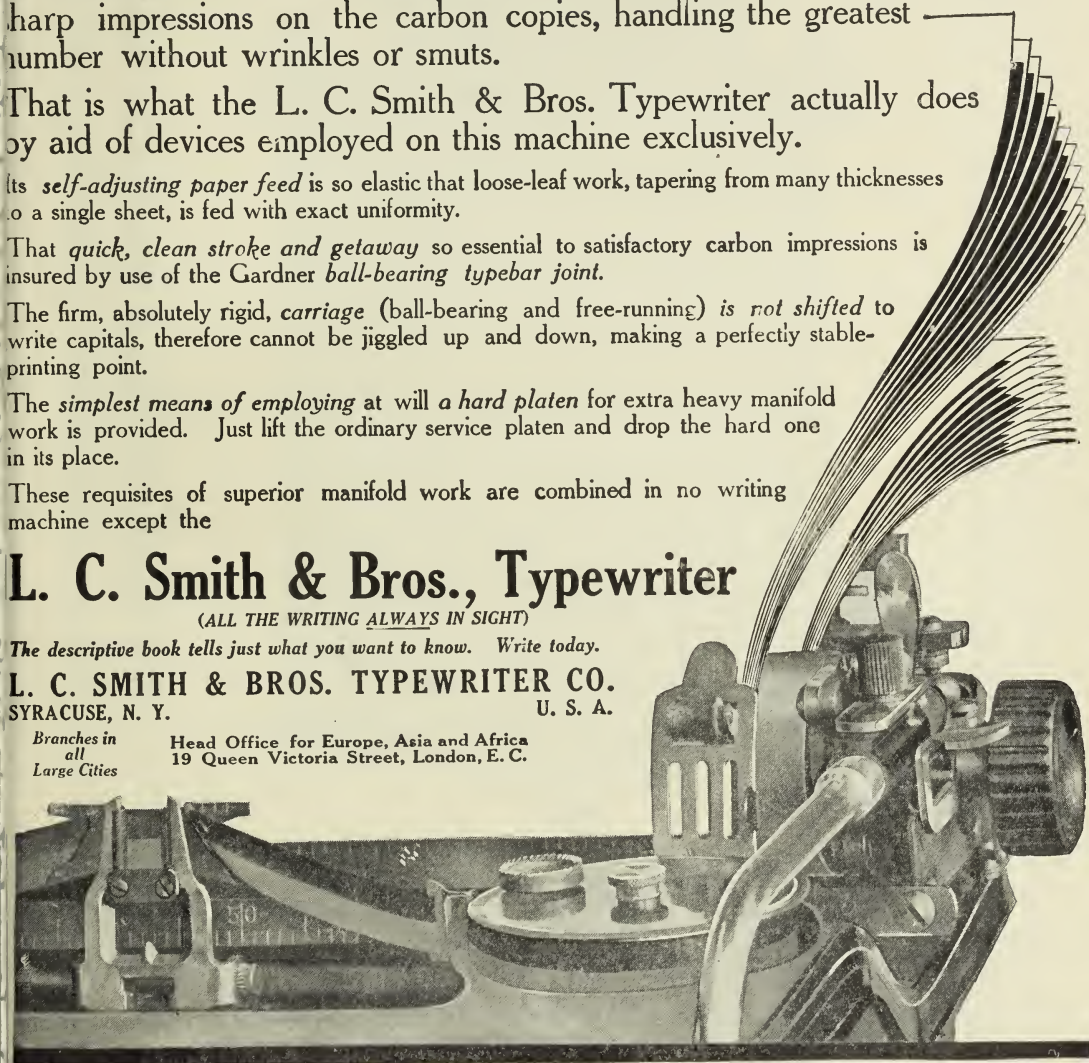 harp impressions on the carbon copies, handling the greatest
number without wrinkles or smuts.
That is what the L. C. Smith & Bros. Typewriter actually does
by aid of devices employed on this machine exclusively.
Its self-adjusting paper feed is so elastic that loose-leaf work, tapering from many thicknesses
to a single sheet, is fed with exact uniformity.
That quick, clean stroke and getaway so essential to satisfactory carbon impressions is
insured by use of the Gardner ball-bearing typebar joint.
The firm, absolutely rigid, carriage (ball-bearing and free-running) is not shifted to
write capitals, therefore cannot be jiggled up and down, making a perfectly stable-
printing point.
The simplest means of employing at will a hard platen for extra heavy manifold
work is provided. Just lift the ordinary service platen and drop the hard one
in its place.
These requisites of superior manifold work are combined in no writing
machine except the
L. C. Smith & Bros., Typewriter
(ALL THE WRITING ALWAYS IN SIGHT)
The descriptive book tells just what you want to know. Write today.
L. C. SMITH & BROS. TYPEWRITER CO.
SYRACUSE, N. Y. U. S. A.
Branches in
all
Large Cities
Head Office for Europe, Asia and Africa
19 Queen Victoria Street, London, E. C.
50